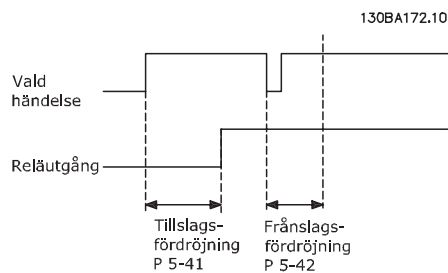 130BA172.10
Vald
händelse
Reläutgång
Tillslags-
fördröjning
P 5-41
Frånslags-
fördröjning
P 5-42